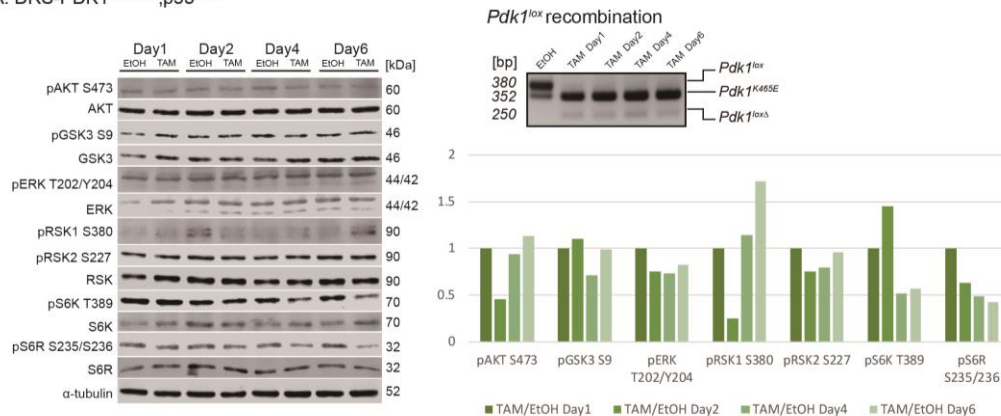 Pdk1lox recombination
Day1 Day2 Day4 Day6
EtOH TAM EtOH TAM EtOH TAM EtOH TAM [kDa]
pAKT S473 60
AKT 60
pGSK3 S9 46
GSK3 46
pERK T202/Y204 44/42
ERK 44/42
pRSK1 S380 90
pRSK2 S227 90
RSK 90
pS6K T389 70
S6K 70
pS6R S235/S236 32
S6R 32
α-tubulin 52
EtOH TAM Day1 TAM Day2 TAM Day4 TAM Day6
[bp]
380 Pdk1lox
352 Pdk1K465E
250 Pdk1loxΔ
2
1.5
1
0.5
0
pAKT S473 pGSK3 S9 pERK T202/Y204 pRSK1 S380 pRSK2 S227 pS6K T389 pS6R S235/236
TAM/EtOH Day1 TAM/EtOH Day2 TAM/EtOH Day4 TAM/EtOH Day6